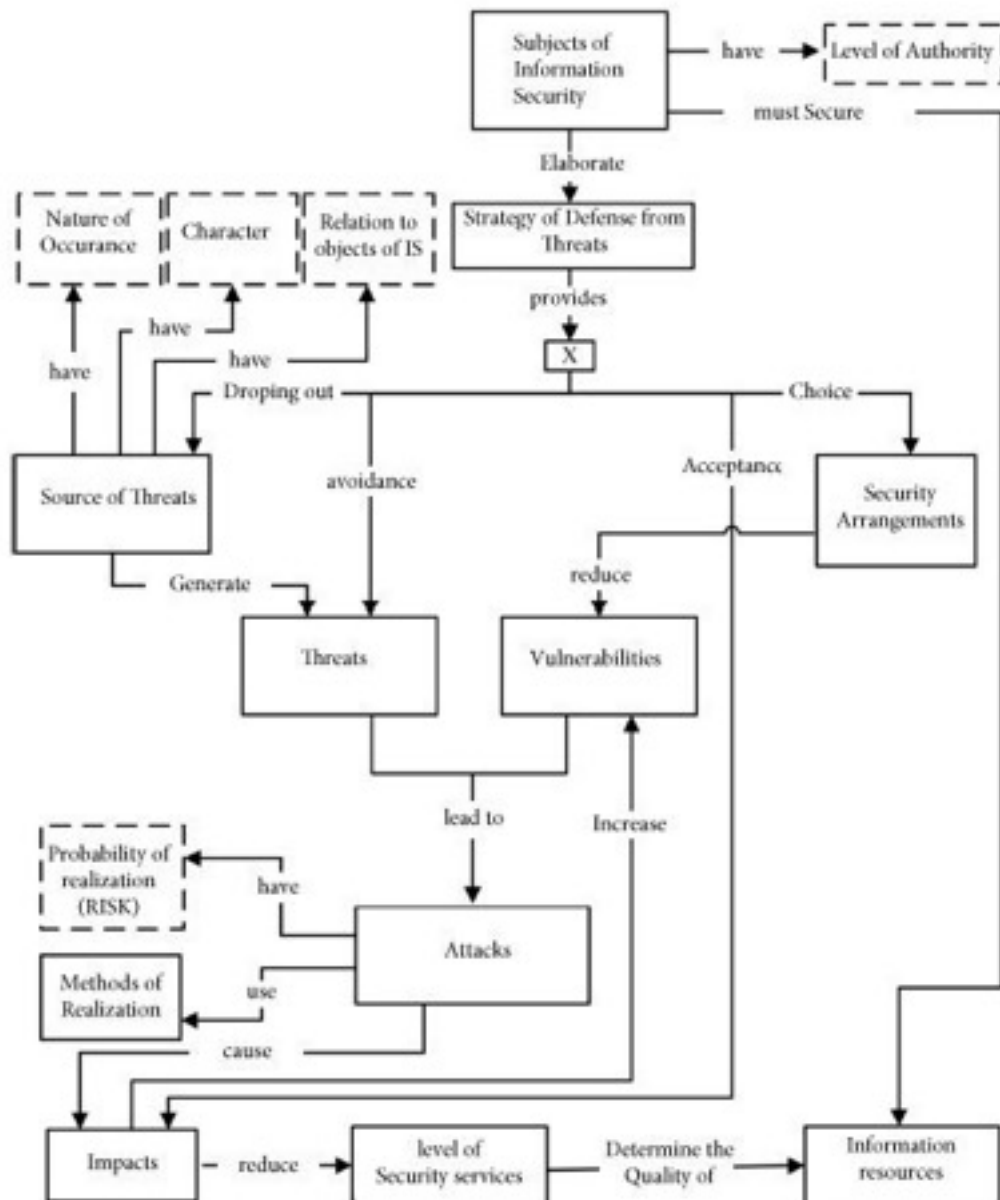 Subjects of
Information
Security
have
Level of Authority
must Secure
Elaborate
Strategy of Defense from
Threats
provides
X
Nature of
Occurance
Character
Relation to
objects of IS
have
have
have
Droping out
Choice
avoidance
Acceptance
Source of Threats
Security
Arrangements
Generate
reduce
Threats
Vulnerabilities
lead to
Increase
Probability of
realization
(RISK)
have
Attacks
Methods of
Realization
use
cause
Impacts
reduce
level of
Security services
Determine the
Quality of
Information
resources